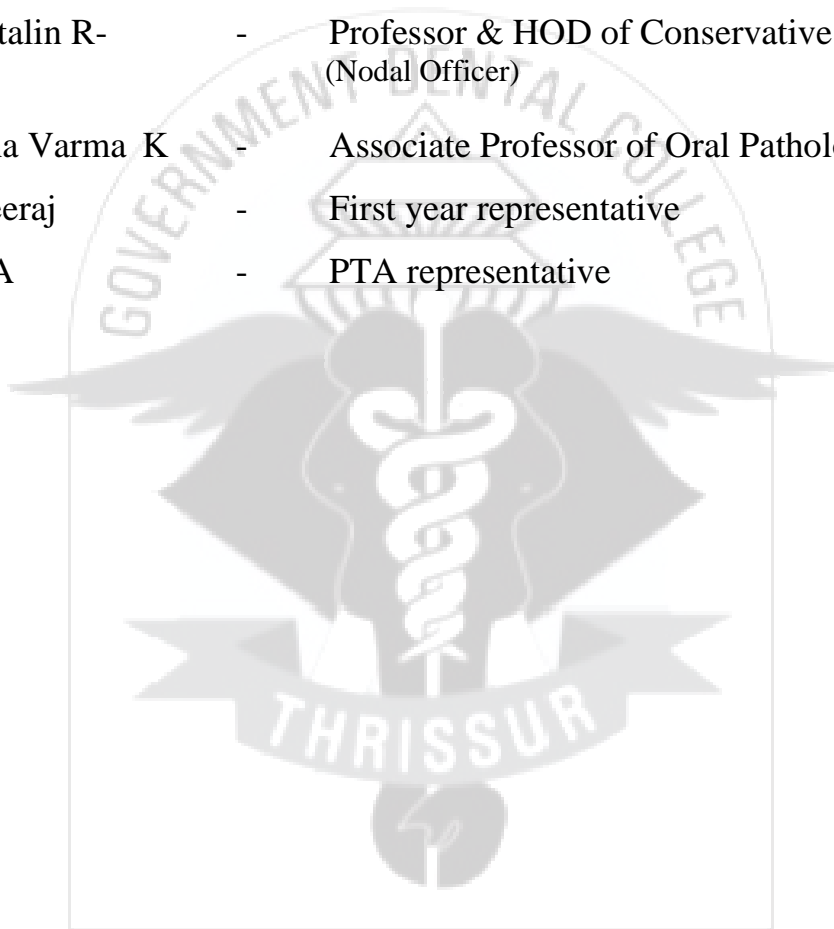 talin R- - Professor & HOD of Conservative
(Nodal Officer)
a Varma K - Associate Professor of Oral Pathol
eeraj - First year representative
A - PTA representative
GOVERNMENT DENTAL COLLEGE
THRISSUR